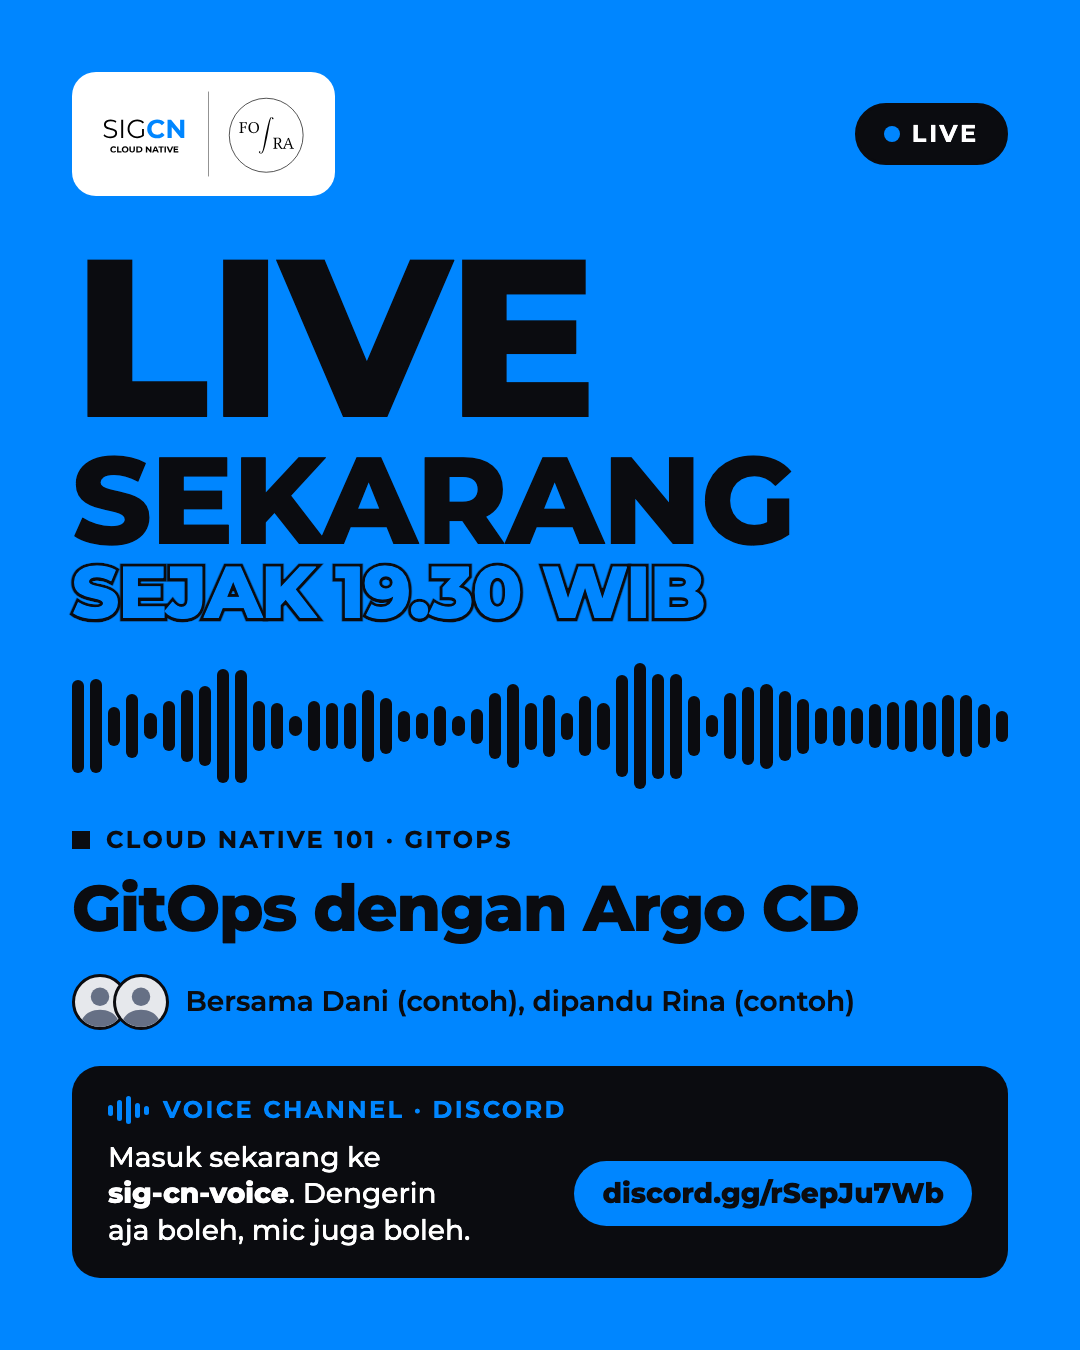 SIGCN
CLOUD NATIVE
FO
RA
LIVE
LIVE
SEKARANG
SEJAK 19.30 WIB
CLOUD NATIVE 101 · GITOPS
GitOps dengan Argo CD
Bersama Dani (contoh), dipandu Rina (contoh)
VOICE CHANNEL · DISCORD
Masuk sekarang ke
sig-cn-voice. Dengerin
aja boleh, mic juga boleh.
discord.gg/rSepJu7Wb